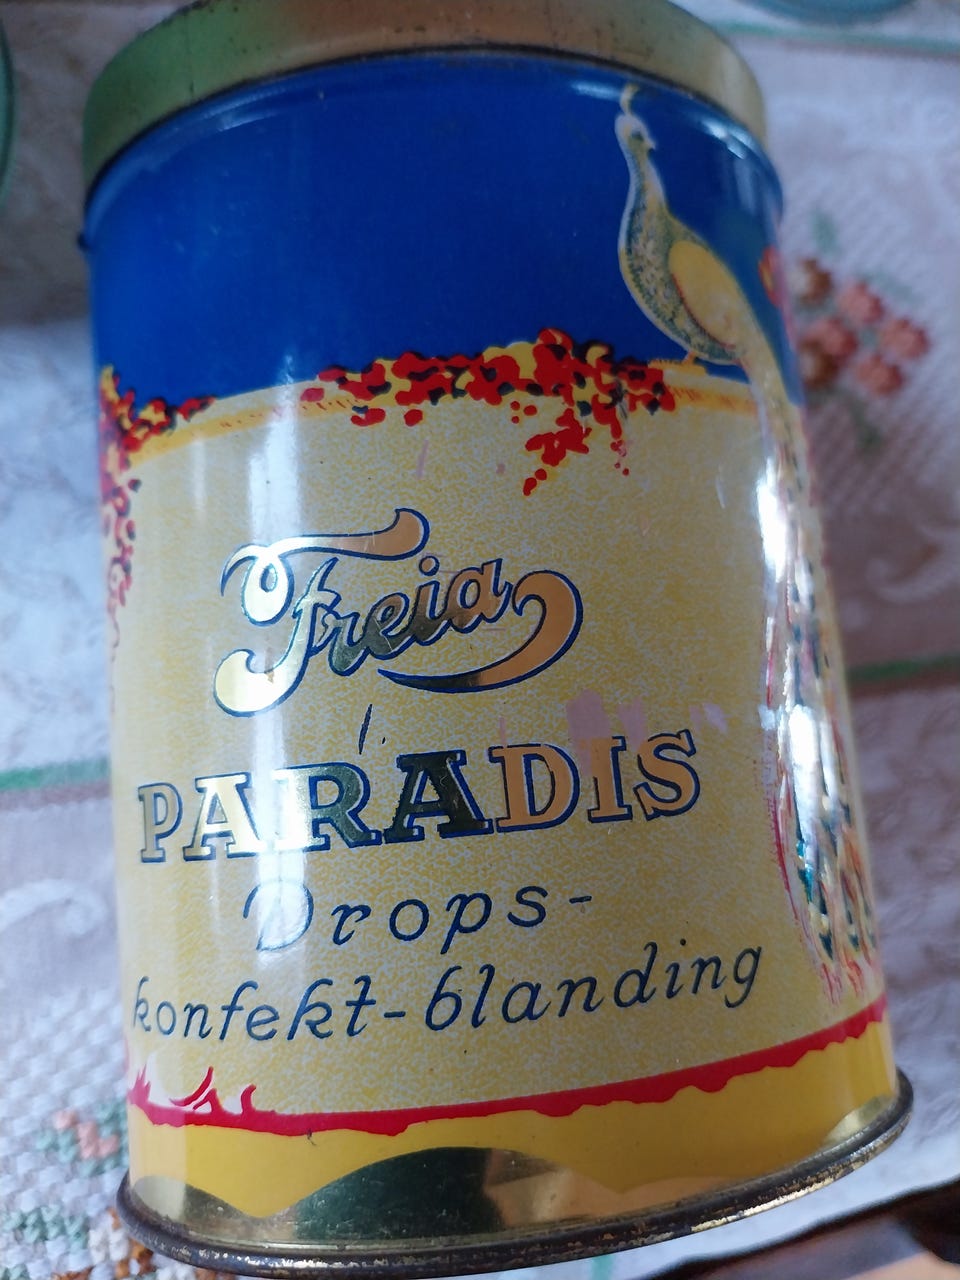 Freia
PARADIS
Drops-
konfekt-blanding